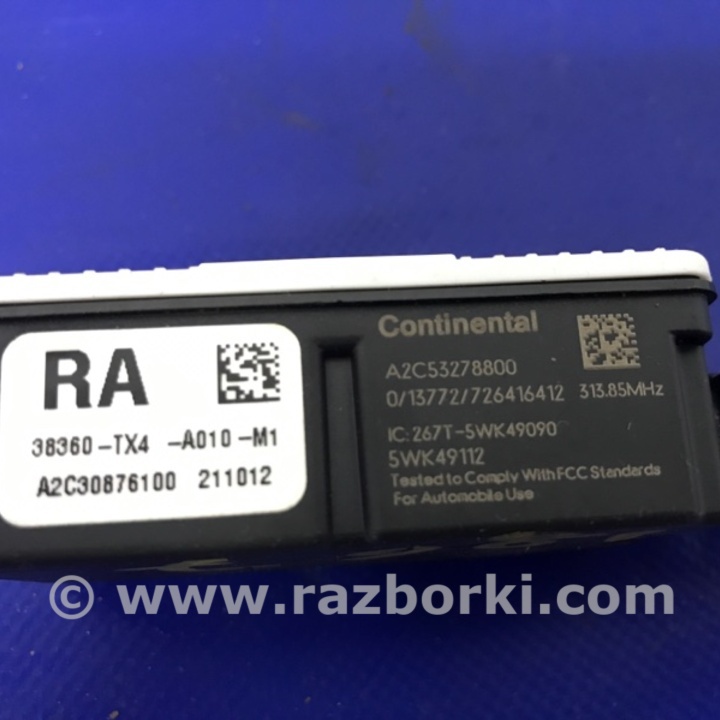 RA
38360-TX4 -A010-M1
A2C30876100 211012
Continental
A2C53278800
0/13772/726416412 313.85MHz
IC: 267T-5WK49090
5WK49112
Tested to Comply With FCC Standards
For Automobile Use
© www.razborki.com